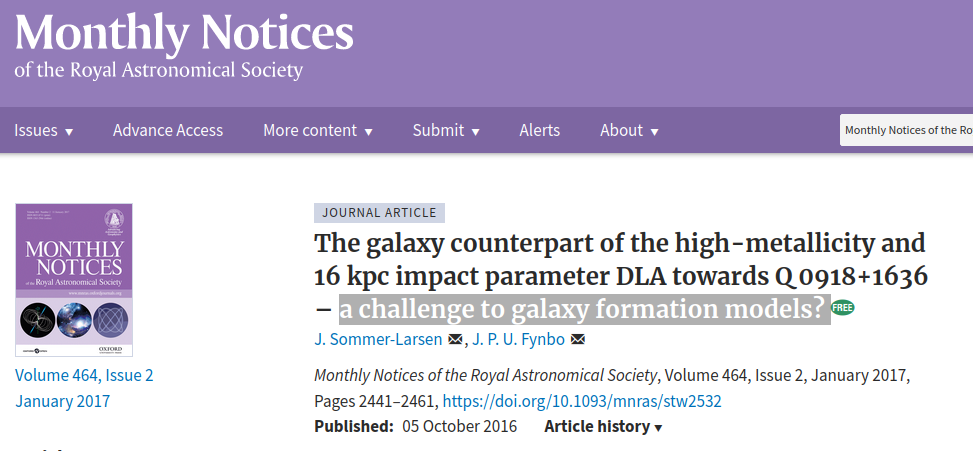 Monthly Notices
of the Royal Astronomical Society
Issues ▼ Advance Access More content ▼ Submit ▼ Alerts About ▼ Monthly Notices of the Ro
JOURNAL ARTICLE
The galaxy counterpart of the high-metallicity and
16 kpc impact parameter DLA towards Q 0918+1636
– a challenge to galaxy formation models? FREE
J. Sommer-Larsen, J. P. U. Fynbo
Monthly Notices of the Royal Astronomical Society, Volume 464, Issue 2, January 2017,
Pages 2441–2461, https://doi.org/10.1093/mnras/stw2532
Published: 05 October 2016 Article history ▼
MONTHLY
NOTICES
of the Royal Astronomical Society
OXFORD
Volume 464, Issue 2
January 2017